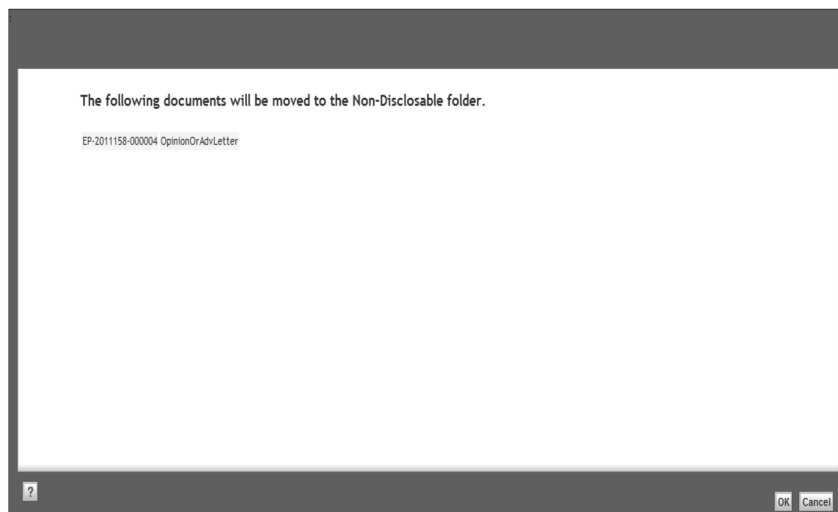 The following documents will be moved to the Non-Disclosable folder.
EP-2011158-000004 OpinionOrAdvLetter
?
OK Cancel